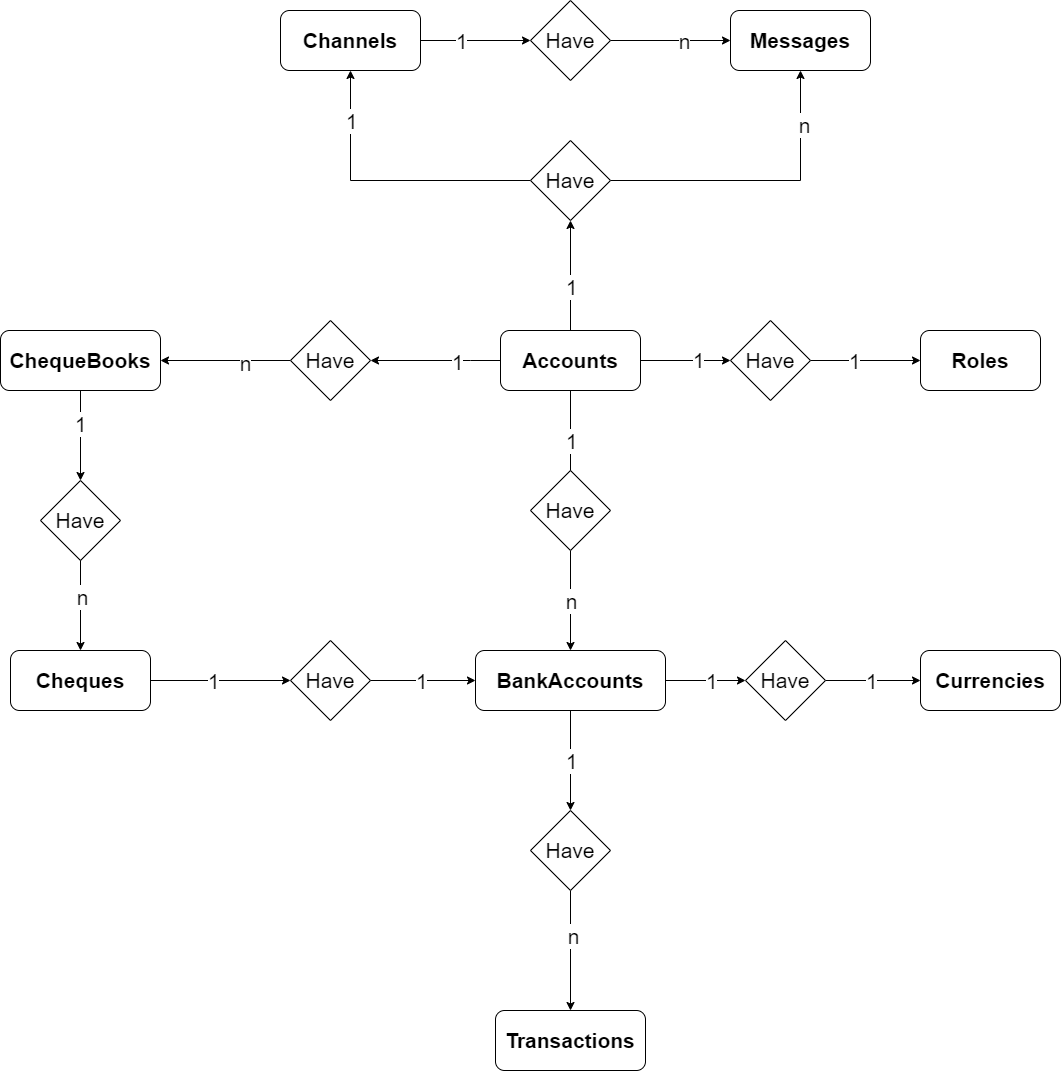 Channels 1 Have n Messages
1 n
Have
1
ChequeBooks n Have 1 Accounts 1 Have 1 Roles
1 1
Have Have
n n
Cheques 1 Have 1 BankAccounts 1 Have 1 Currencies
1
Have
n
Transactions